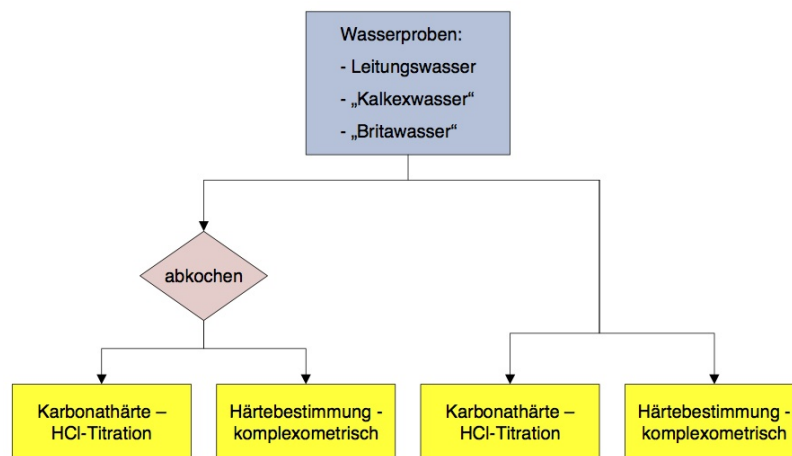 Wasserproben:
- Leitungswasser
- „Kalkexwasser“
- „Britawasser“
abkochen
Karbonathärte –
HCl-Titration
Härtebestimmung -
komplexometrisch
Karbonathärte –
HCl-Titration
Härtebestimmung -
komplexometrisch